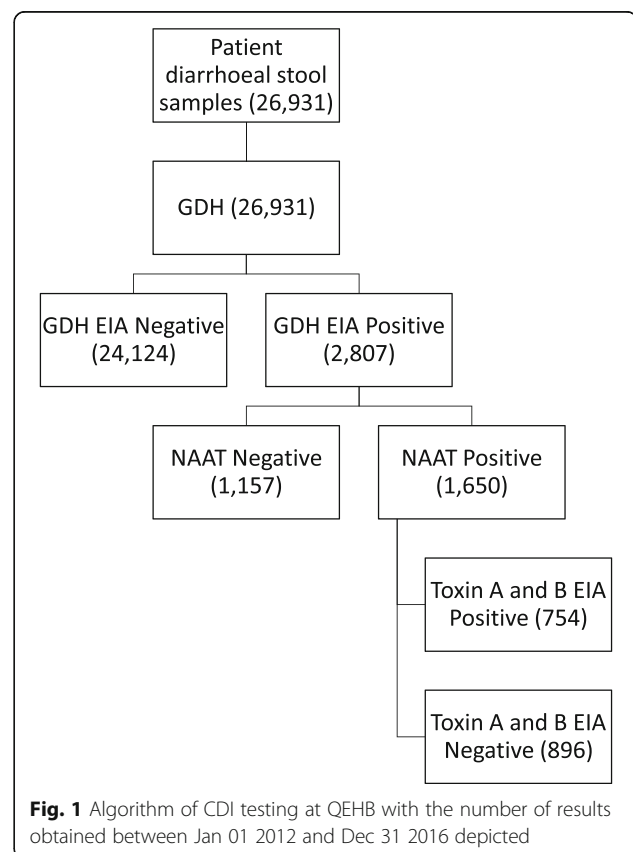 Patient
diarrhoeal stool
samples (26,931)
GDH (26,931)
GDH EIA Negative
(24,124)
GDH EIA Positive
(2,807)
NAAT Negative
(1,157)
NAAT Positive
(1,650)
Toxin A and B EIA
Positive (754)
Toxin A and B EIA
Negative (896)
Fig. 1 Algorithm of CDI testing at QEHB with the number of results
obtained between Jan 01 2012 and Dec 31 2016 depicted